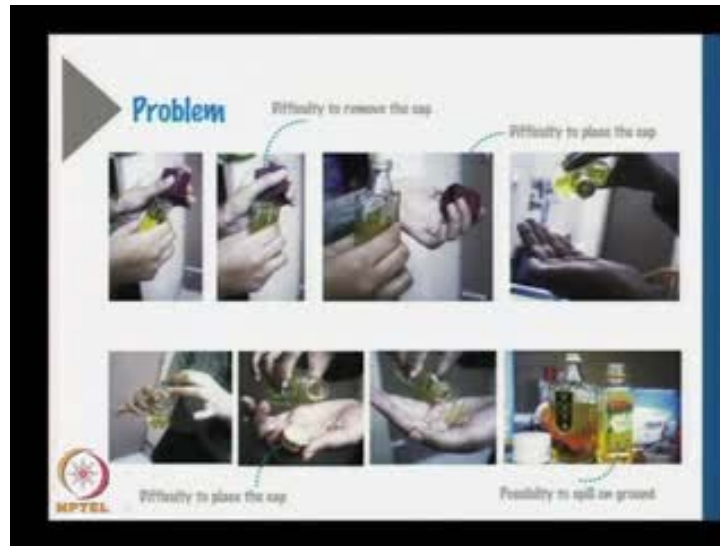 Problem
Difficulty to remove the cap
Difficulty to place the cap
Difficulty to place the cap
Possibility to spill on ground
NPTEL